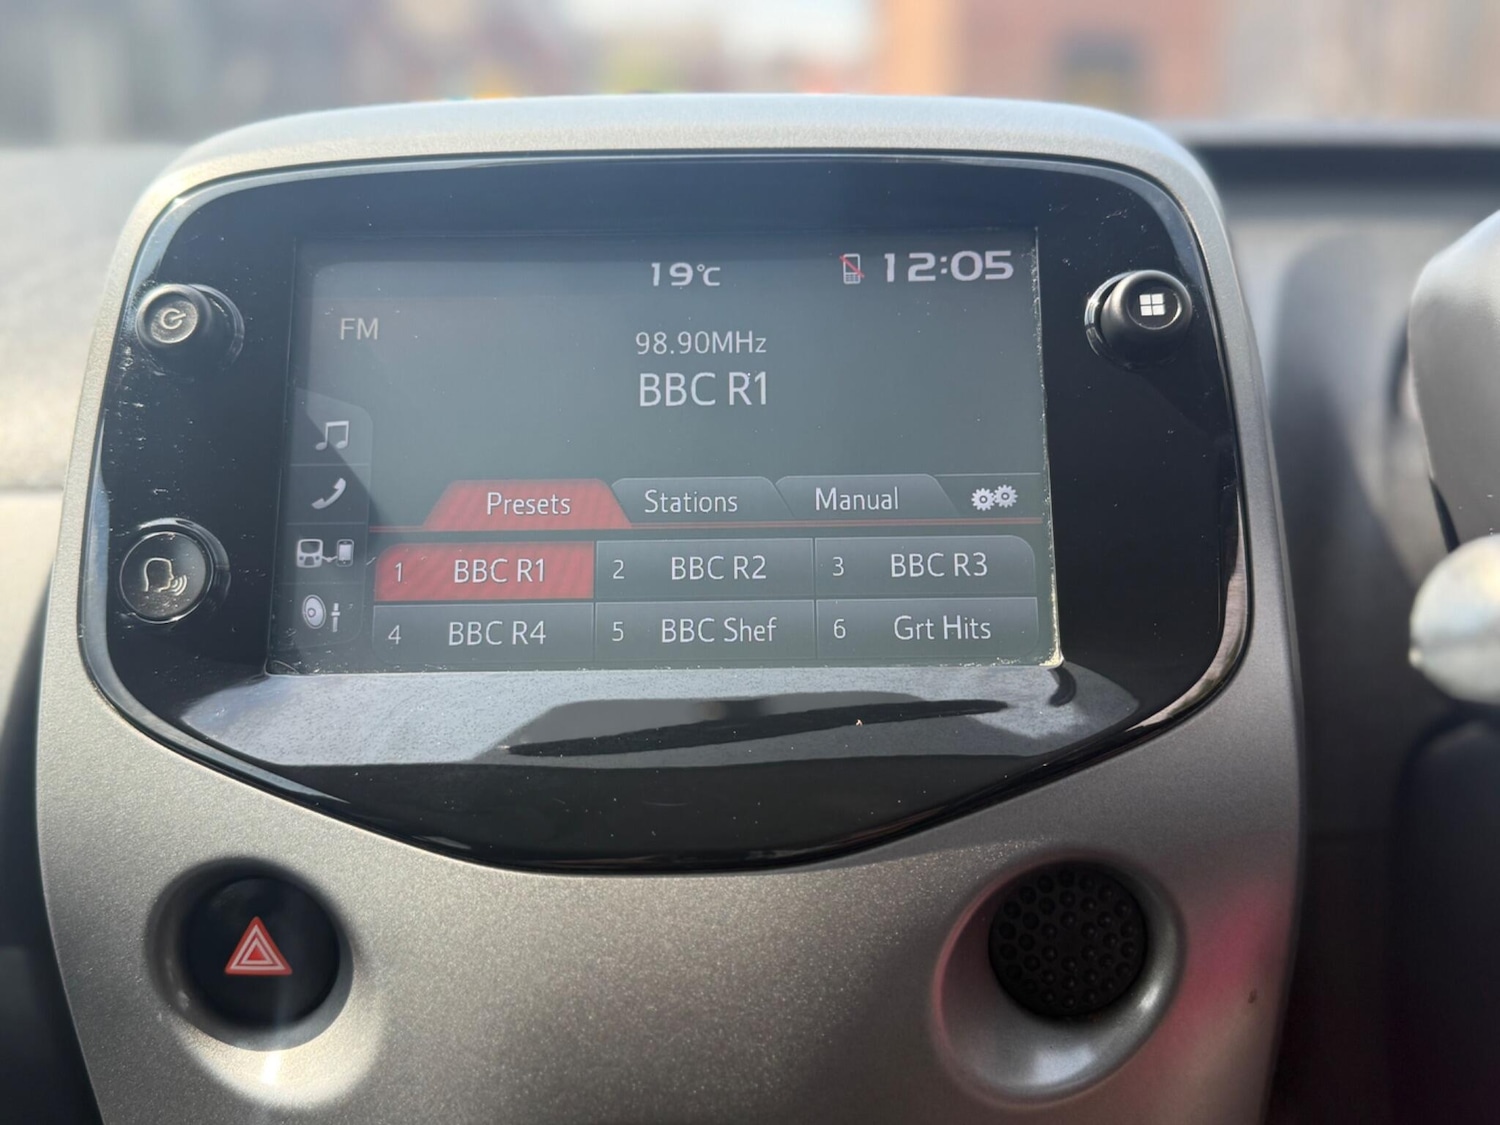 19°C 12:05
FM
98.90MHz
BBC R1
Presets Stations Manual
1 BBC R1 2 BBC R2 3 BBC R3
4 BBC R4 5 BBC Shef 6 Grt Hits